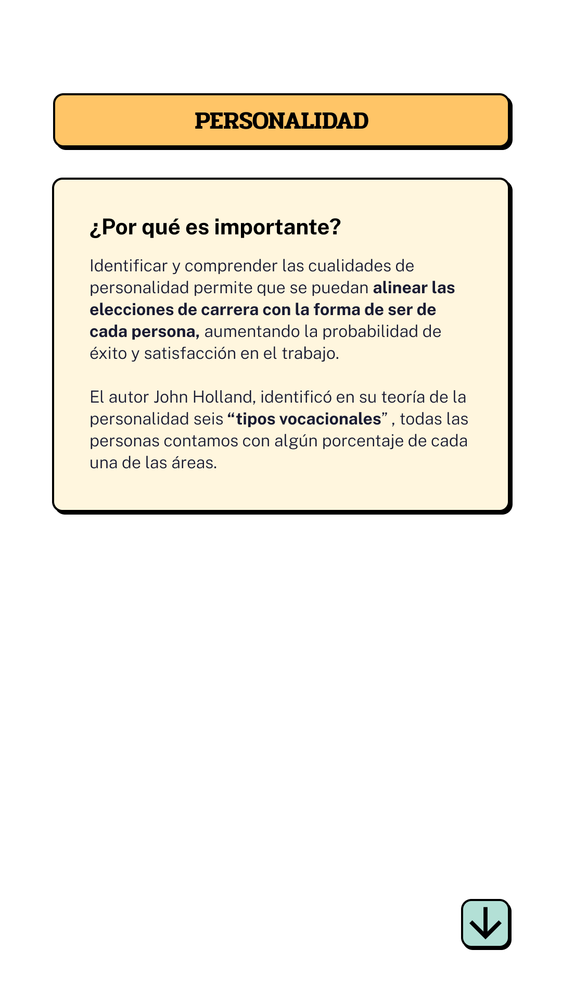 PERSONALIDAD
¿Por qué es importante?
Identificar y comprender las cualidades de
personalidad permite que se puedan alinear las
elecciones de carrera con la forma de ser de
cada persona, aumentando la probabilidad de
éxito y satisfacción en el trabajo.
El autor John Holland, identificó en su teoría de la
personalidad seis “tipos vocacionales” , todas las
personas contamos con algún porcentaje de cada
una de las áreas.